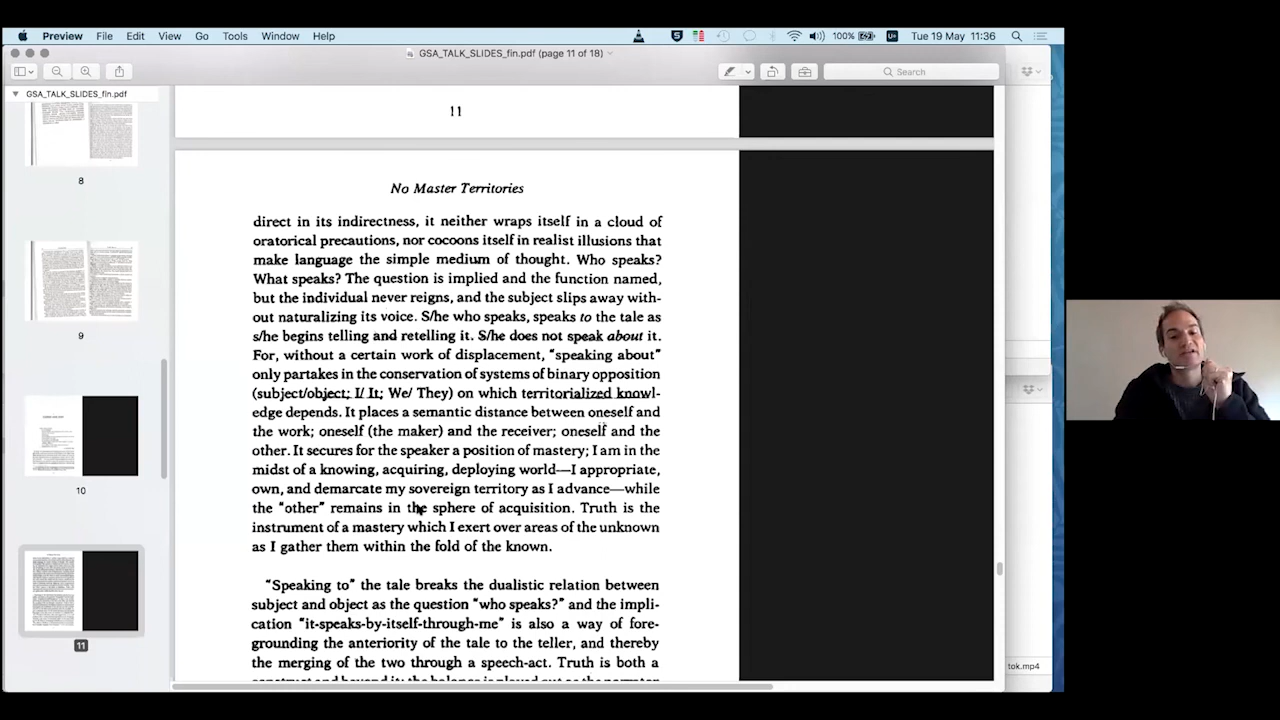 Preview File Edit View Go Tools Window Help
100%
Tue 19 May 11:36
GSA_TALK_SLIDES_fin.pdf (page 11 of 18)
Search
GSA_TALK_SLIDES_fin.pdf
8
9
10
11
11
No Master Territories
direct in its indirectness, it neither wraps itself in a cloud of
oratorical precautions, nor cocoons itself in realist illusions that
make language the simple medium of thought. Who speaks?
What speaks? The question is implied and the function named,
but the individual never reigns, and the subject slips away with-
out naturalizing its voice. S/he who speaks, speaks to the tale as
s/he begins telling and retelling it. S/he does not speak about it.
For, without a certain work of displacement, “speaking about”
only partakes in the conservation of systems of binary opposition
(subject/object; I/ It; We/ They) on which territorialized knowl-
edge depends. It places a semantic distance between oneself and
the work; oneself (the maker) and the receiver; oneself and the
other. It secures for the speaker a position of mastery; I am in the
midst of a knowing, acquiring, deploying world—I appropriate,
own, and demarcate my sovereign territory as I advance—while
the “other” remains in the sphere of acquisition. Truth is the
instrument of a mastery which I exert over areas of the unknown
as I gather them within the fold of the known.
“Speaking to” the tale breaks the dualistic relation between
subject and object as the question “who speaks?” and the impli-
cation “it-speaks-by-itself-through-me” is also a way of fore-
grounding the anteriority of the tale to the teller, and thereby
the merging of the two through a speech-act. Truth is both a
tok.mp4